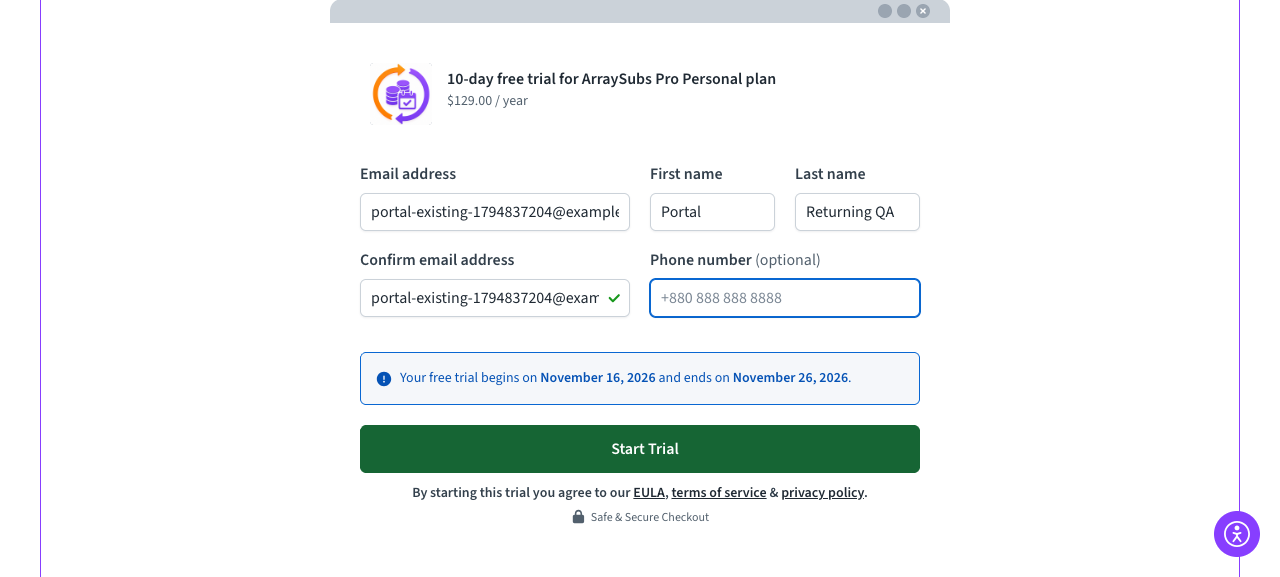 10-day free trial for ArraySubs Pro Personal plan
$129.00 / year
Email address
First name
Last name
portal-existing-1794837204@example
Portal
Returning QA
Confirm email address
Phone number (optional)
portal-existing-1794837204@exam
+880 888 888 8888
Your free trial begins on November 16, 2026 and ends on November 26, 2026.
Start Trial
By starting this trial you agree to our EULA, terms of service & privacy policy.
Safe & Secure Checkout